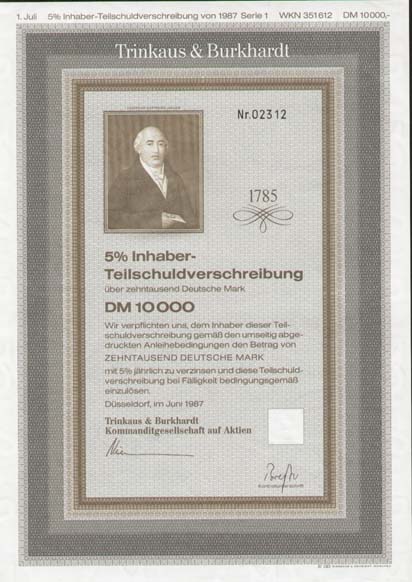 1. Juli 5% Inhaber-Teilschuldverschreibung von 1987 Serie 1 WKN 351612 DM 10000,-
Trinkaus & Burkhardt
Nr.02312
1785
5% Inhaber-
Teilschuldverschreibung
über zehntausend Deutsche Mark
DM 10 000
Wir verpflichten uns, dem Inhaber dieser Teil-
schuldverschreibung gemäß den umseitig abge-
druckten Anleihebedingungen den Betrag von
ZEHNTAUSEND DEUTSCHE MARK
mit 5% jährlich zu verzinsen und diese Teilschuld-
verschreibung bei Fälligkeit bedingungsgemäß
einzulösen.
Düsseldorf, im Juni 1987
Trinkaus & Burkhardt
Kommanditgesellschaft auf Aktien
Kontrollunterschrift